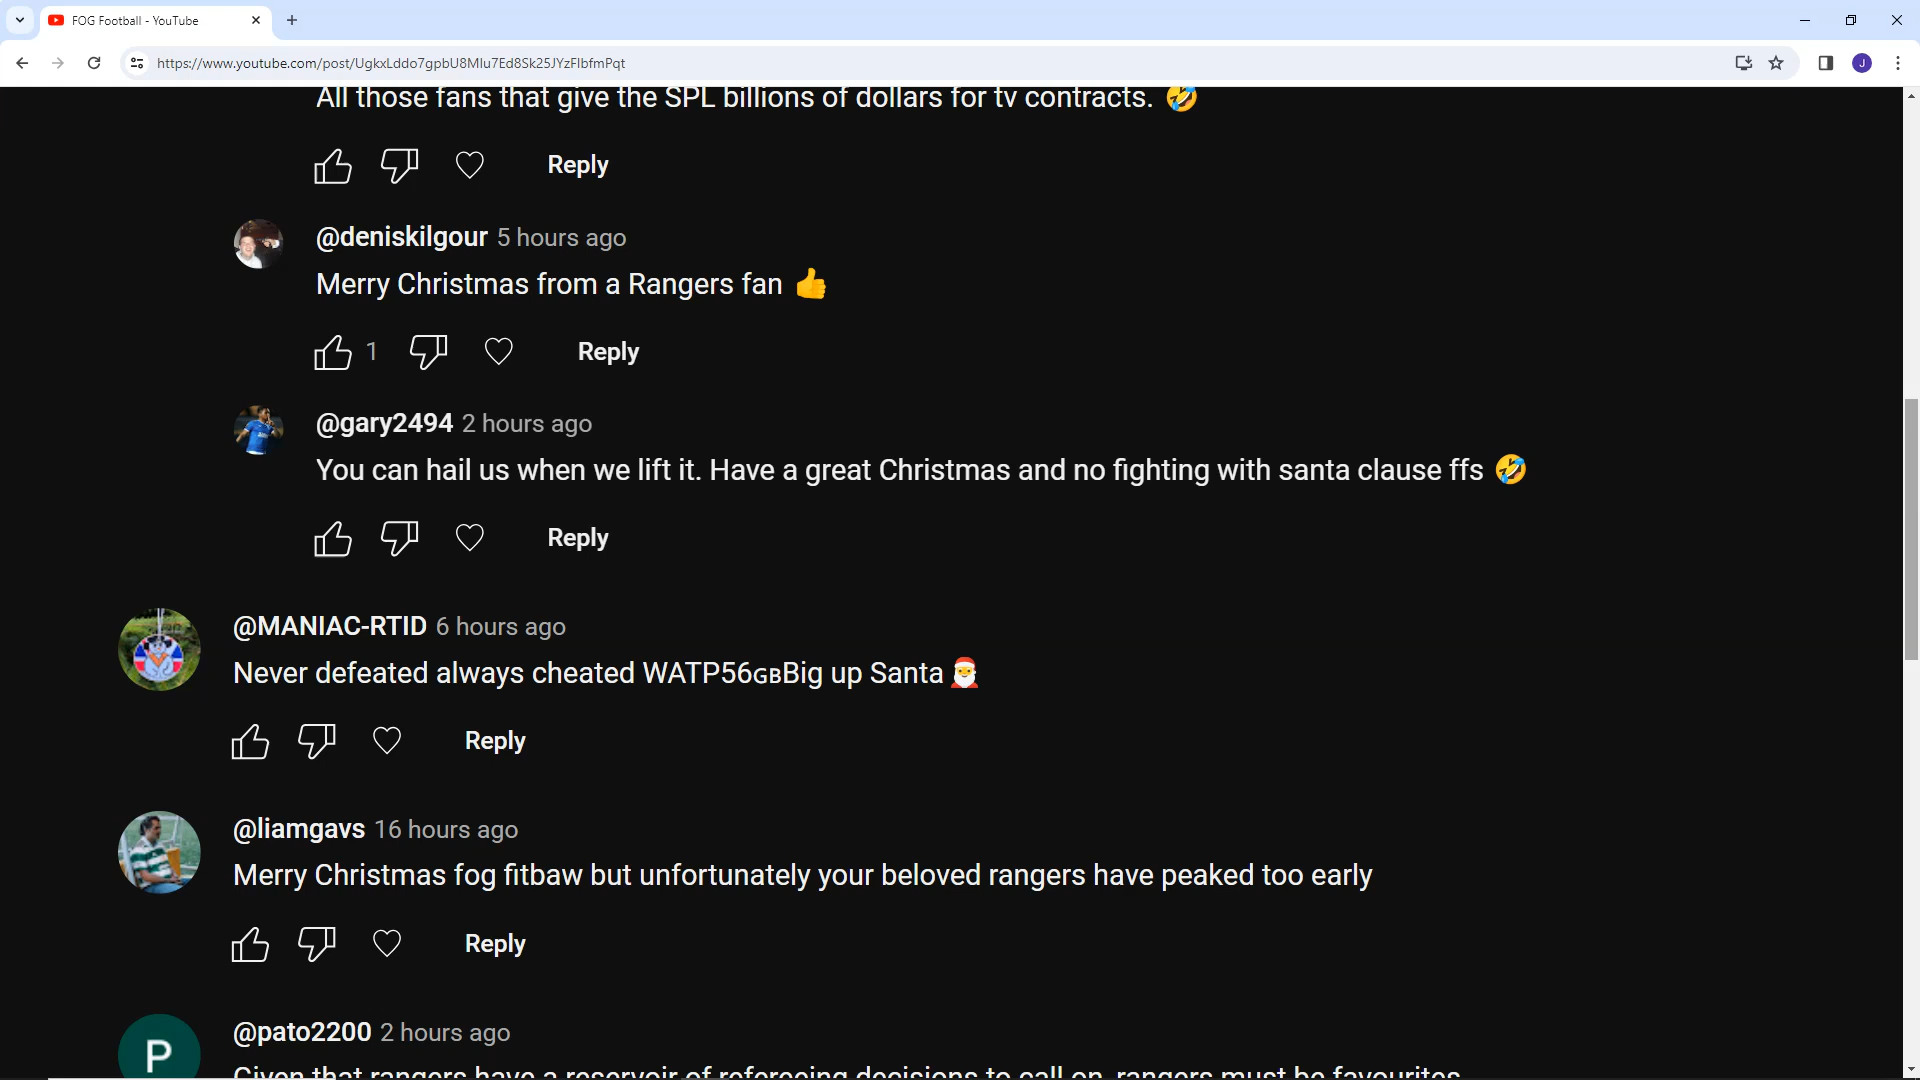 FOG Football - YouTube
https://www.youtube.com/post/UgkxLddo7gpbU8Mlu7Ed8Sk25JYzFIbfmPqt
J
All those fans that give the SPL billions of dollars for tv contracts. 🤣
Reply
@deniskilgour 5 hours ago
Merry Christmas from a Rangers fan 👍
1 Reply
@gary2494 2 hours ago
You can hail us when we lift it. Have a great Christmas and no fighting with santa clause ffs 🤣
Reply
@MANIAC-RTID 6 hours ago
Never defeated always cheated WATP56🇬🇧Big up Santa🎅
Reply
@liamgavs 16 hours ago
Merry Christmas fog fitbaw but unfortunately your beloved rangers have peaked too early
Reply
P
@pato2200 2 hours ago
Given that rangers have a reservoir of refereeing decisions to call on, rangers must be favourites